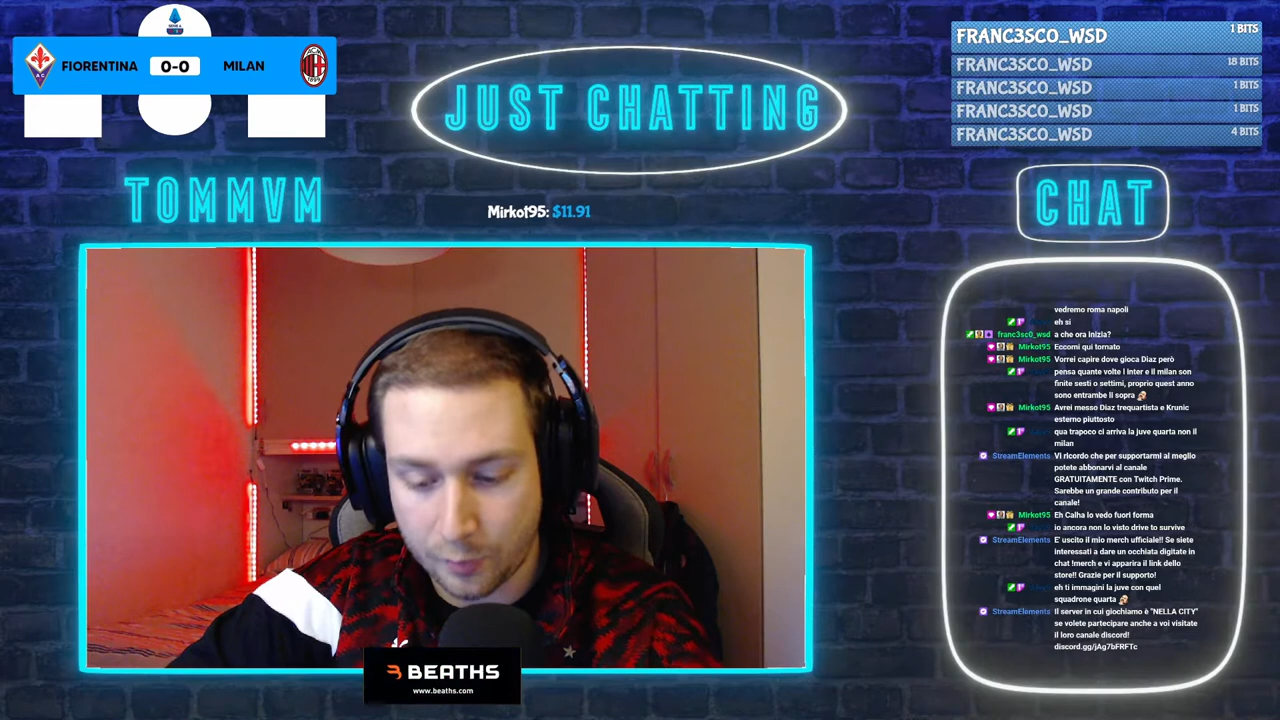 SERIE A
FIORENTINA 0-0 MILAN
JUST CHATTING
FRANC3SCO_WSD 1 BITS
FRANC3SCO_WSD 18 BITS
FRANC3SCO_WSD 1 BITS
FRANC3SCO_WSD 1 BITS
FRANC3SCO_WSD 4 BITS
TOMMVM
Mirkot95: $11.91
CHAT
vedremo roma napoli
eh si
franc3sc0_wsd a che ora inizia?
Mirkot95 Eccomi qui tornato
Mirkot95 Vorrei capire dove gioca Diaz però
pensa quante volte l inter e il milan son
finite sesti o settimi, proprio quest anno
sono entrambe li sopra
Mirkot95 Avrei messo Diaz trequartista e Krunic
esterno piuttosto
qua trapoco ci arriva la juve quarta non il
milan
StreamElements Vi ricordo che per supportarmi al meglio
potete abbonarvi al canale
GRATUITAMENTE con Twitch Prime.
Sarebbe un grande contributo per il
canale!
Mirkot95 Eh Calha lo vedo fuori forma
io ancora non lo visto drive to survive
StreamElements E' uscito il mio merch ufficiale!! Se siete
interessati a dare un occhiata digitate in
chat !merch e vi apparira il link dello
store!! Grazie per il supporto!
eh ti immagini la juve con quel
squadrone quarta
StreamElements Il server in cui giochiamo è "NELLA CITY"
se volete partecipare anche a voi visitate
il loro canale discord!
discord.gg/jAg7bFRFTc
BEATHS
www.beaths.com